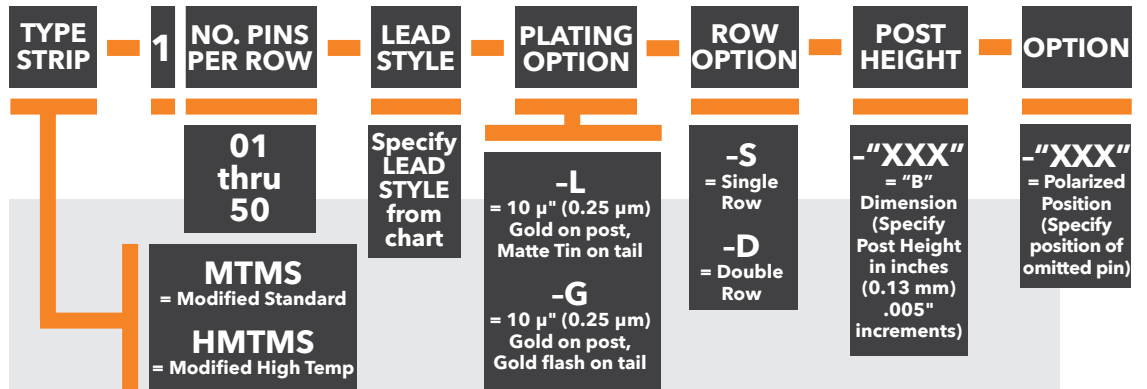 TYPE
STRIP
1
NO. PINS
PER ROW
LEAD
STYLE
PLATING
OPTION
ROW
OPTION
POST
HEIGHT
OPTION
01
thru
50
Specify
LEAD
STYLE
from
chart
–L
= 10 µ" (0.25 µm)
Gold on post,
Matte Tin on tail
–G
= 10 µ" (0.25 µm)
Gold on post,
Gold flash on tail
–S
= Single
Row
–D
= Double
Row
–“XXX”
= “B”
Dimension
(Specify
Post Height
in inches
(0.13 mm)
.005"
increments)
–“XXX”
= Polarized
Position
(Specify
position of
omitted pin)
MTMS
= Modified Standard
HMTMS
= Modified High Temp